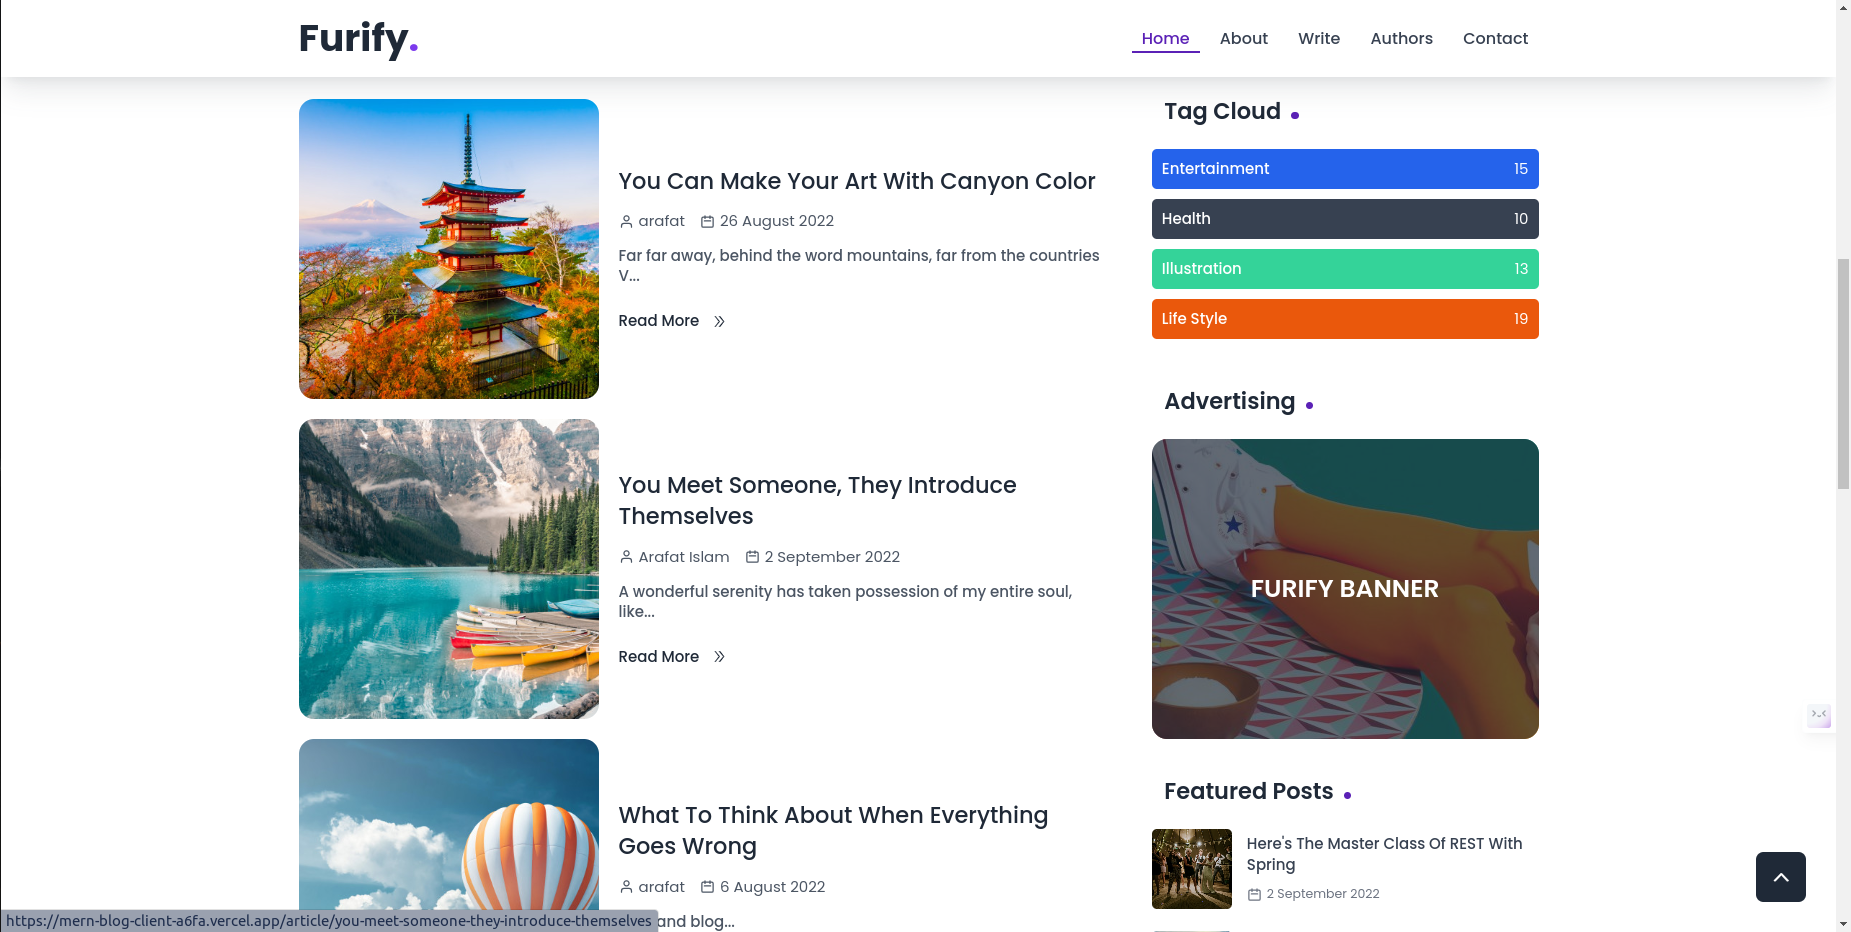 Furify.
Home
About
Write
Authors
Contact
You Can Make Your Art With Canyon Color
arafat
26 August 2022
Far far away, behind the word mountains, far from the countries
V...
Read More
You Meet Someone, They Introduce
Themselves
Arafat Islam
2 September 2022
A wonderful serenity has taken possession of my entire soul,
like...
Read More
What To Think About When Everything
Goes Wrong
arafat
6 August 2022
and blog...
Tag Cloud
Entertainment 15
Health 10
Illustration 13
Life Style 19
Advertising
FURIFY BANNER
Featured Posts
Here's The Master Class Of REST With
Spring
2 September 2022
https://mern-blog-client-a6fa.vercel.app/article/you-meet-someone-they-introduce-themselves